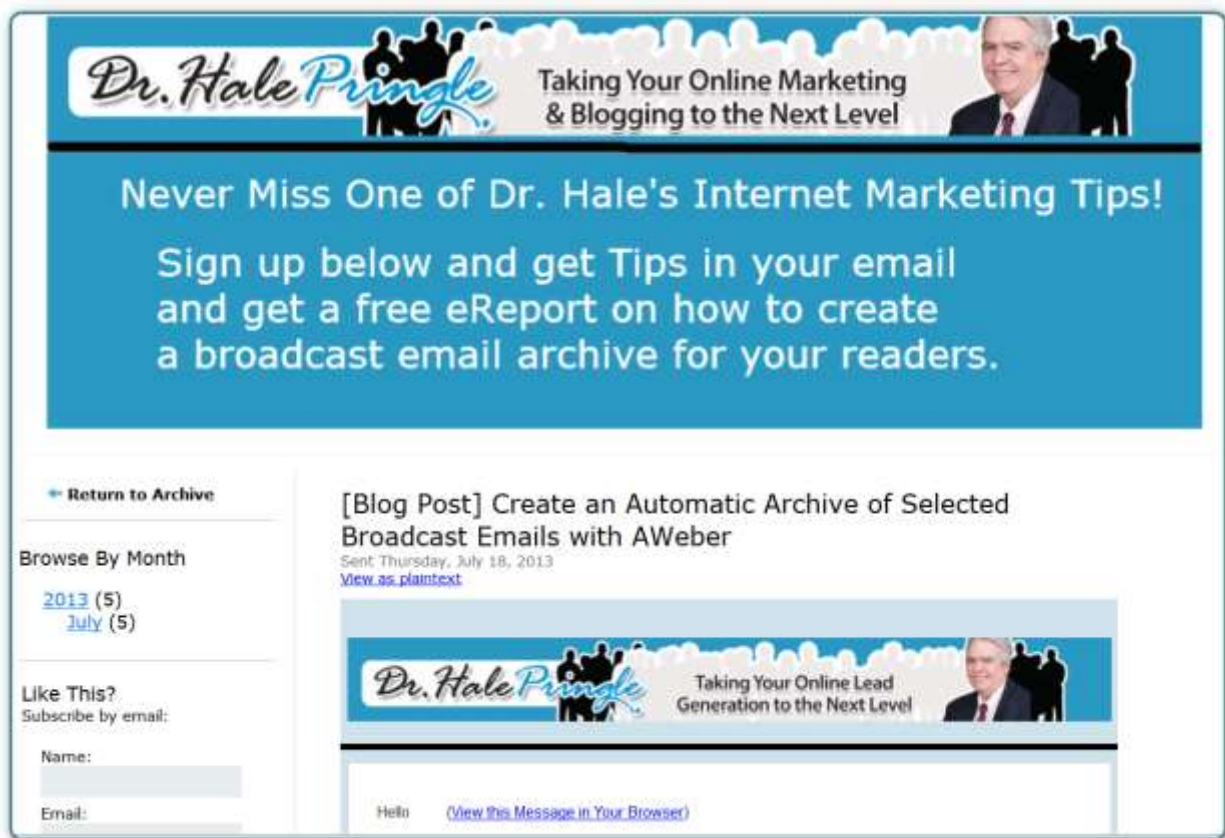 Dr. Hale Pringle
Taking Your Online Marketing
& Blogging to the Next Level
Never Miss One of Dr. Hale's Internet Marketing Tips!
Sign up below and get Tips in your email
and get a free eReport on how to create
a broadcast email archive for your readers.
Return to Archive
Browse By Month
2013 (5)
July (5)
Like This?
Subscribe by email:
Name:
Email:
[Blog Post] Create an Automatic Archive of Selected
Broadcast Emails with AWeber
Sent Thursday, July 18, 2013
View as plaintext
Dr. Hale Pringle
Taking Your Online Lead
Generation to the Next Level
Hello (View this Message in Your Browser)